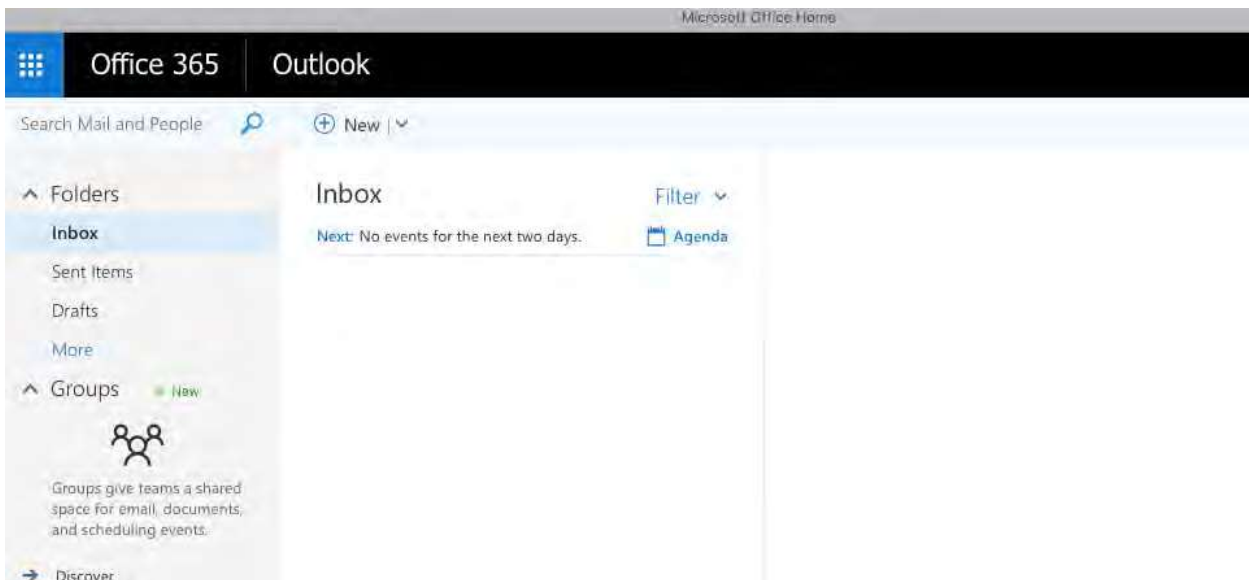 Microsoft Office Home
Office 365
Outlook
Search Mail and People
New
Folders
Inbox
Sent Items
Drafts
More
Groups
New
Groups give teams a shared
space for email, documents,
and scheduling events.
Discover
Inbox
Filter
Next: No events for the next two days.
Agenda